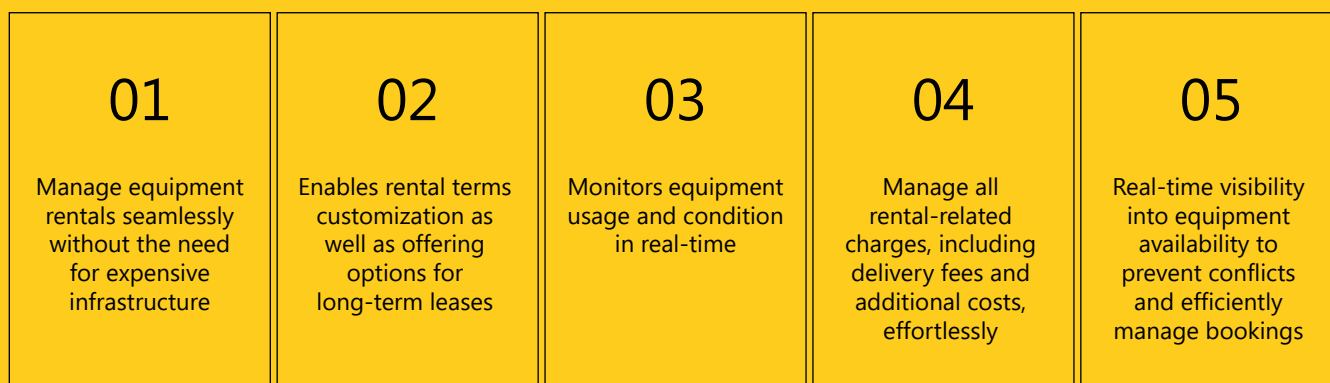 01
Manage equipment
rentals seamlessly
without the need
for expensive
infrastructure
02
Enables rental terms
customization as
well as offering
options for
long-term leases
03
Monitors equipment
usage and condition
in real-time
04
Manage all
rental-related
charges, including
delivery fees and
additional costs,
effortlessly
05
Real-time visibility
into equipment
availability to
prevent conflicts
and efficiently
manage bookings